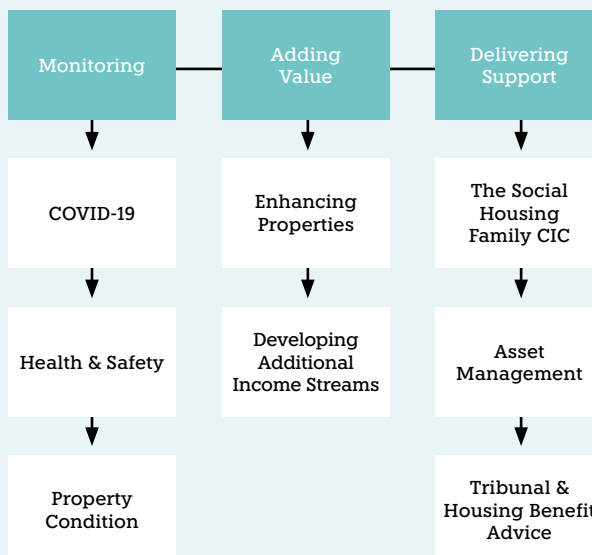 Monitoring
Adding
Value
Delivering
Support
COVID-19
Enhancing
Properties
The Social
Housing
Family CIC
Health & Safety
Developing
Additional
Income Streams
Asset
Management
Property
Condition
Tribunal &
Housing Benefit
Advice